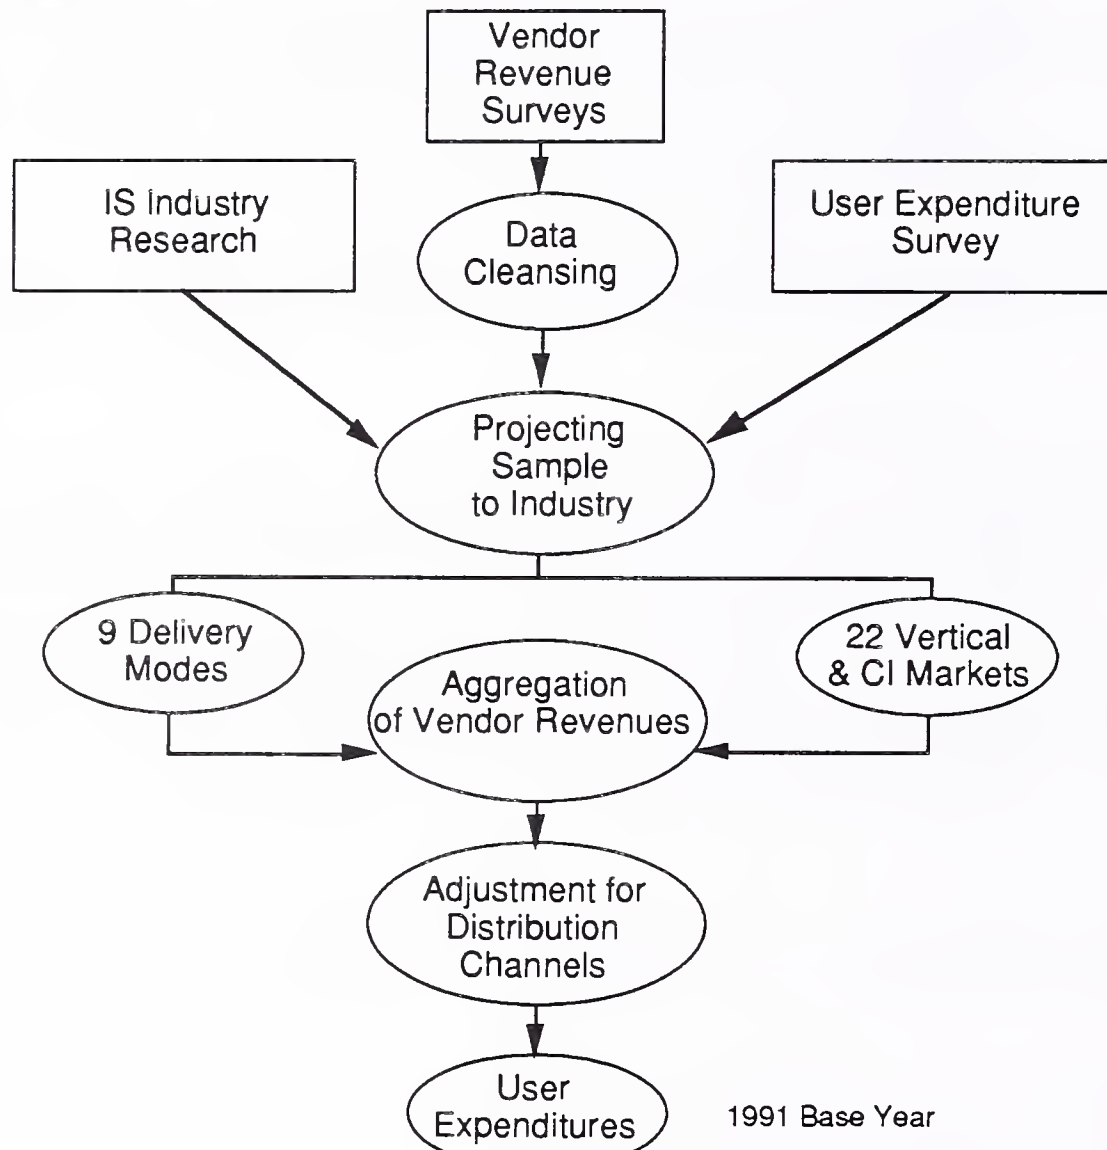 Vendor
Revenue
Surveys
IS Industry
Research
Data
Cleansing
User Expenditure
Survey
Projecting
Sample
to Industry
9 Delivery
Modes
Aggregation
of Vendor Revenues
22 Vertical
& CI Markets
Adjustment for
Distribution
Channels
User
Expenditures
1991 Base Year